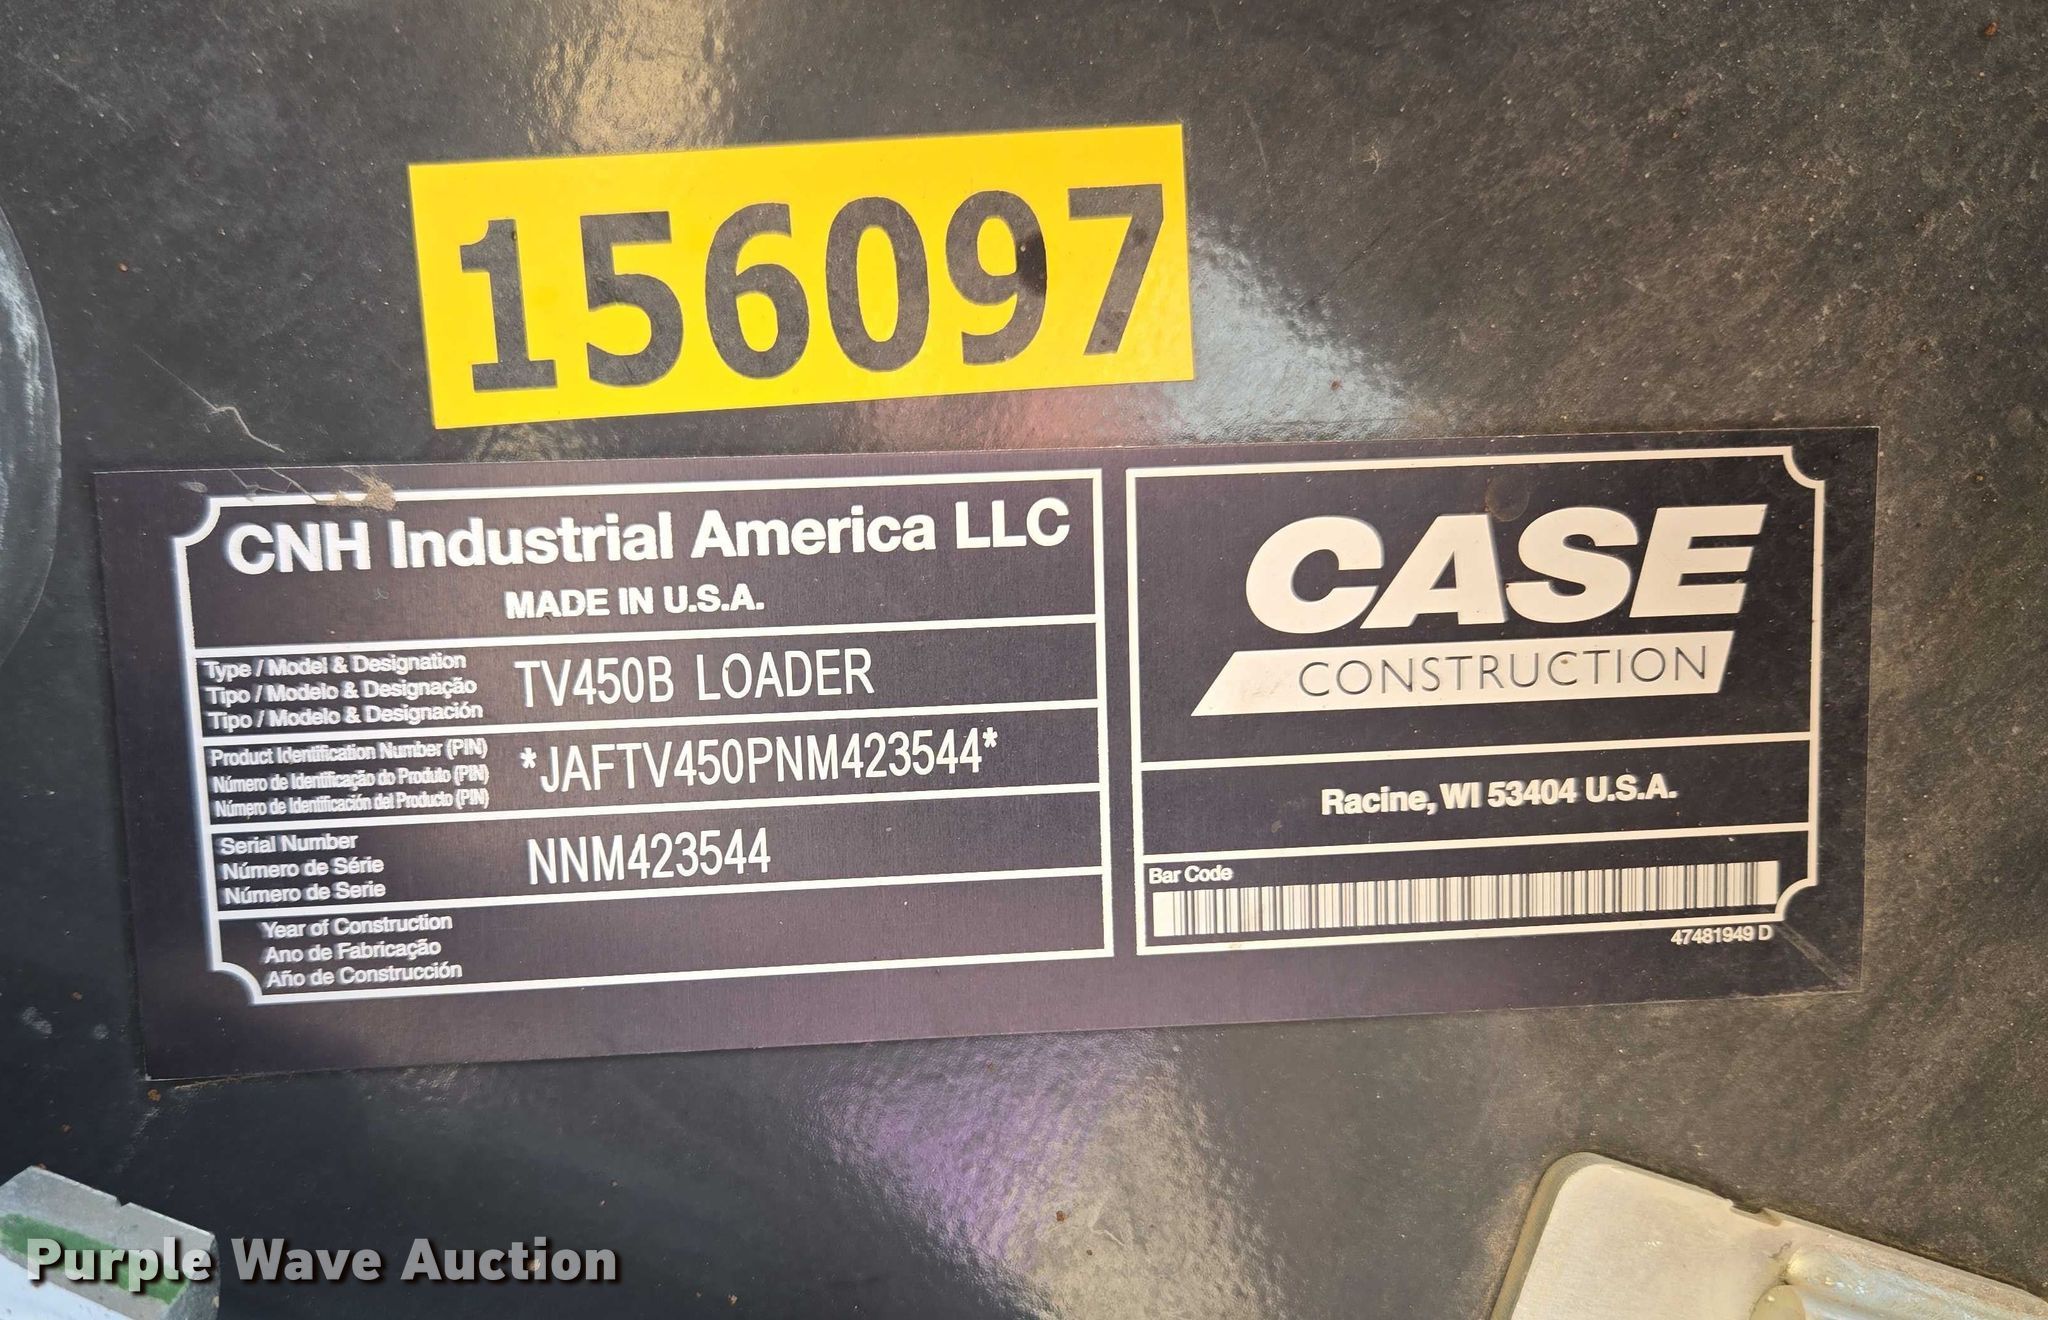 156097
CNH Industrial America LLC
MADE IN U.S.A.
Type / Model & Designation
Tipo / Modelo & Designação
Tipo / Modelo & Designación
TV450B LOADER
Product Identification Number (PIN)
Número de Identificação do Produto (PIN)
Número de Identificación del Producto (PIN)
*JAFTV450PNM423544*
Serial Number
Número de Série
Número de Serie
NNM423544
Year of Construction
Ano de Fabricação
Año de Construcción
CASE
CONSTRUCTION
Racine, WI 53404 U.S.A.
Bar Code
47481949 D
Purple Wave Auction